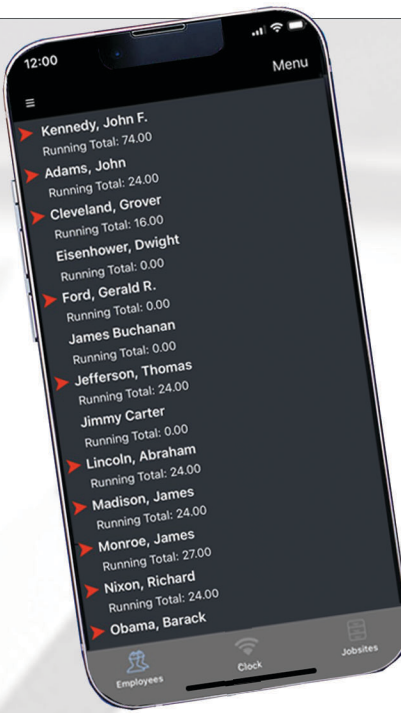 12:00
Menu
Kennedy, John F.
Running Total: 74.00
Adams, John
Running Total: 24.00
Cleveland, Grover
Running Total: 16.00
Eisenhower, Dwight
Running Total: 0.00
Ford, Gerald R.
Running Total: 0.00
James Buchanan
Running Total: 0.00
Jefferson, Thomas
Running Total: 24.00
Jimmy Carter
Running Total: 0.00
Lincoln, Abraham
Running Total: 24.00
Madison, James
Running Total: 24.00
Monroe, James
Running Total: 27.00
Nixon, Richard
Running Total: 24.00
Obama, Barack
Employees
Clock
Jobsites